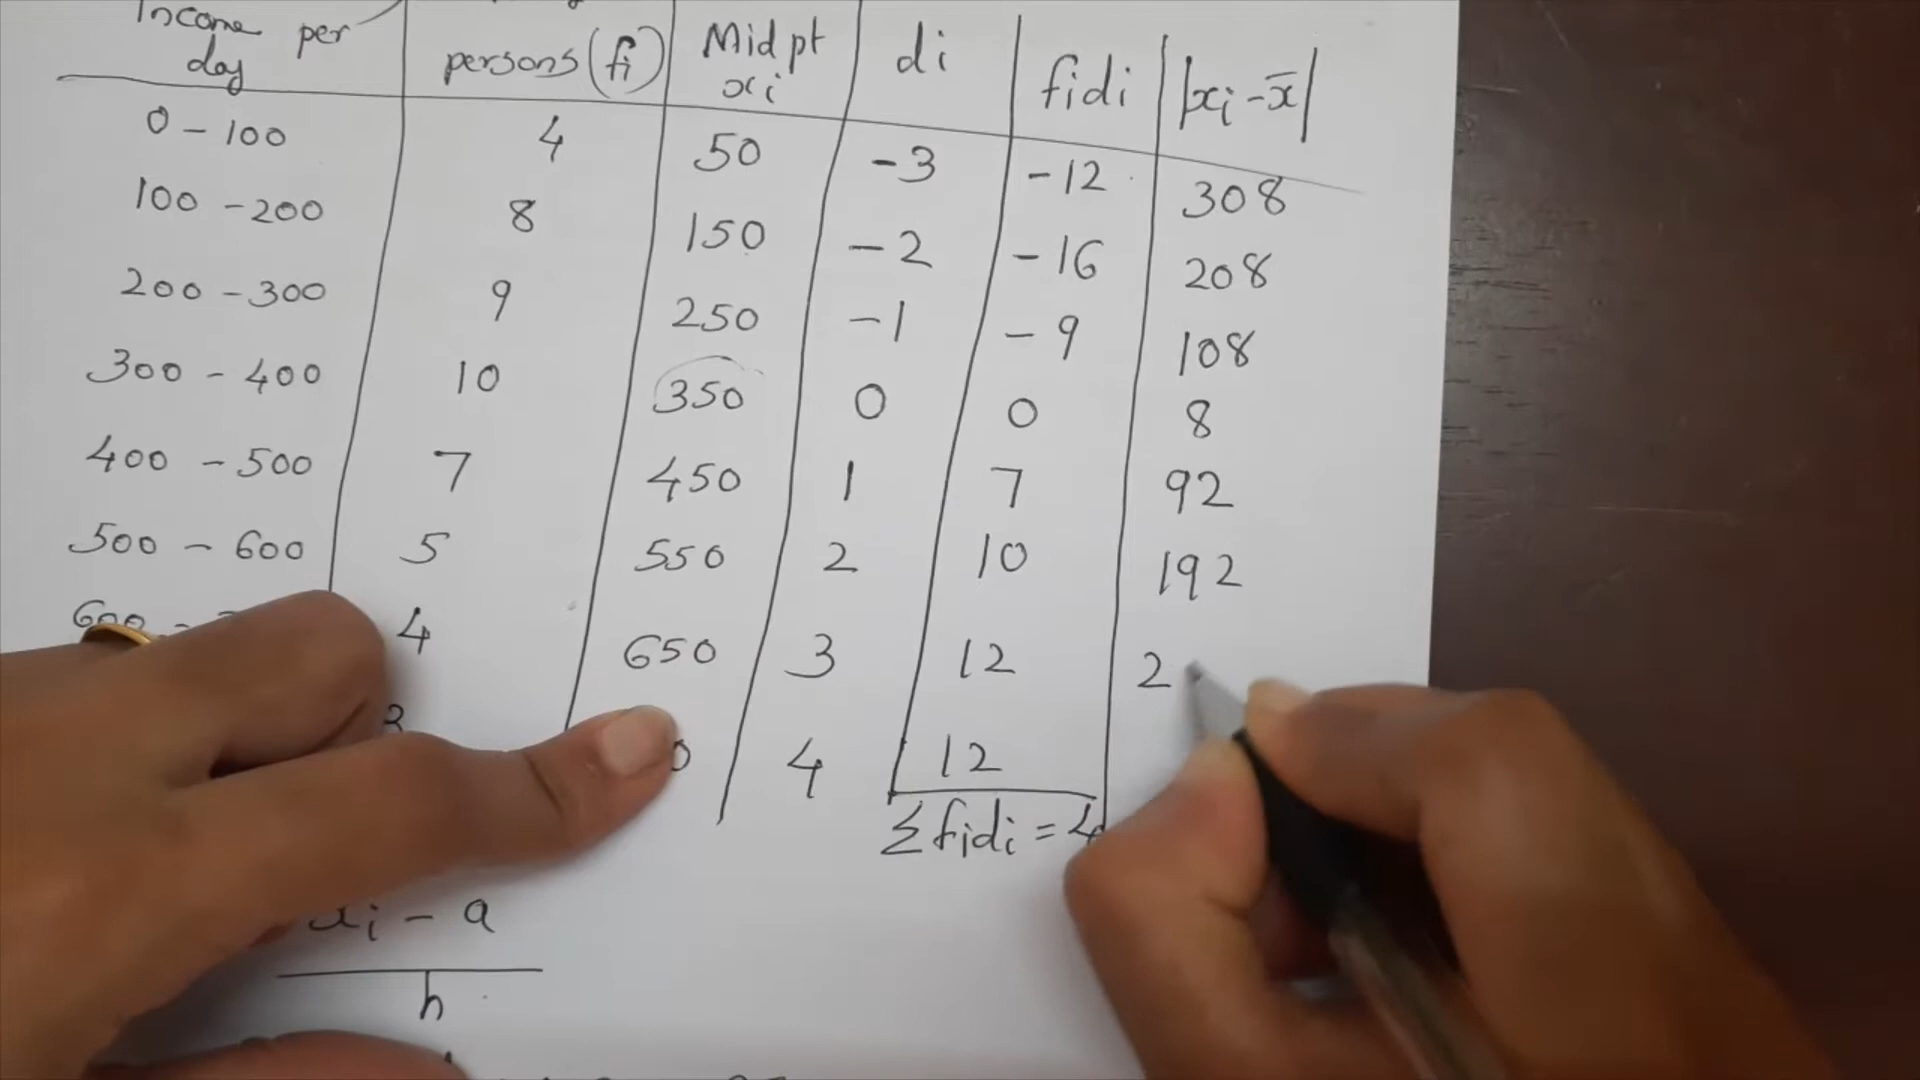 Income per day persons (fi) Mid pt xi di fidi |xi - x̄|
0 - 100 4 50 -3 -12 308
100 - 200 8 150 -2 -16 208
200 - 300 9 250 -1 -9 108
300 - 400 10 350 0 0 8
400 - 500 7 450 1 7 92
500 - 600 5 550 2 10 192
600 - 4 650 3 12 2
4 12
Σfidi = 4
xi - a
h